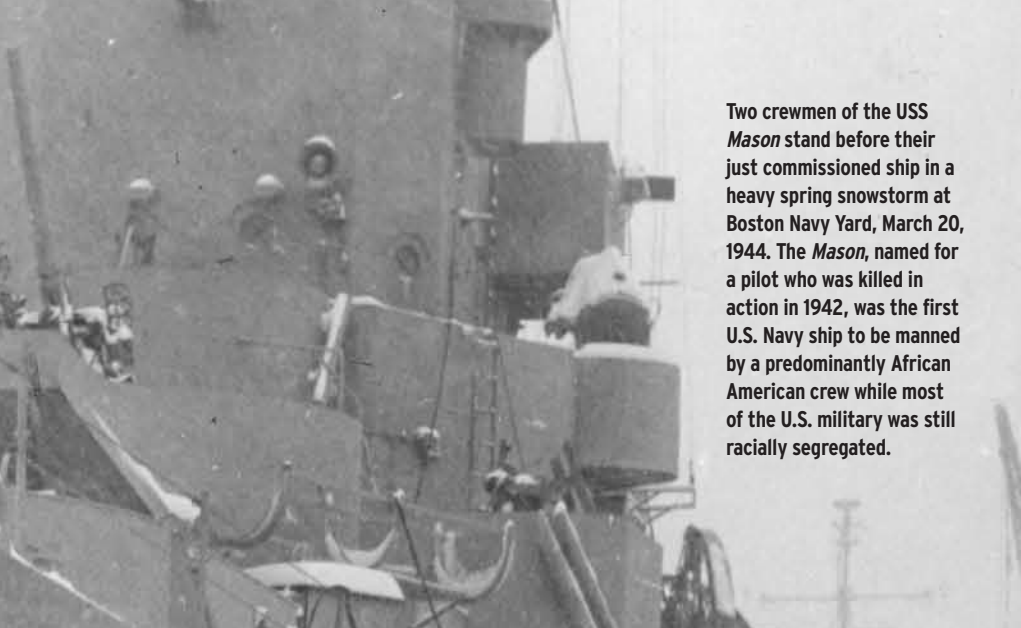 Two crewmen of the USS
Mason stand before their
just commissioned ship in a
heavy spring snowstorm at
Boston Navy Yard, March 20,
1944. The Mason, named for
a pilot who was killed in
action in 1942, was the first
U.S. Navy ship to be manned
by a predominantly African
American crew while most
of the U.S. military was still
racially segregated.